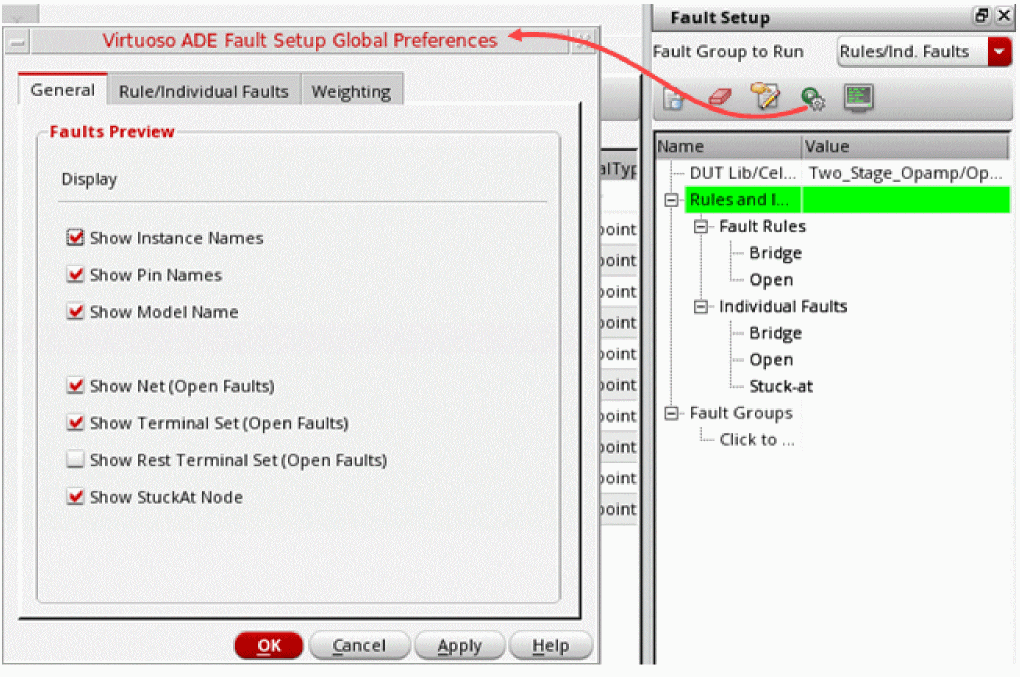 Virtuoso ADE Fault Setup Global Preferences
General Rule/Individual Faults Weighting
Faults Preview
Display
Show Instance Names
Show Pin Names
Show Model Name
Show Net (Open Faults)
Show Terminal Set (Open Faults)
Show Rest Terminal Set (Open Faults)
Show StuckAt Node
OK Cancel Apply Help
alTyp
point
point
point
point
point
point
point
point
point
point
Fault Setup
Fault Group to Run Rules/Ind. Faults
Name Value
DUT Lib/Cel... Two_Stage_Opamp/Op...
Rules and I...
Fault Rules
Bridge
Open
Individual Faults
Bridge
Open
Stuck-at
Fault Groups
Click to ...